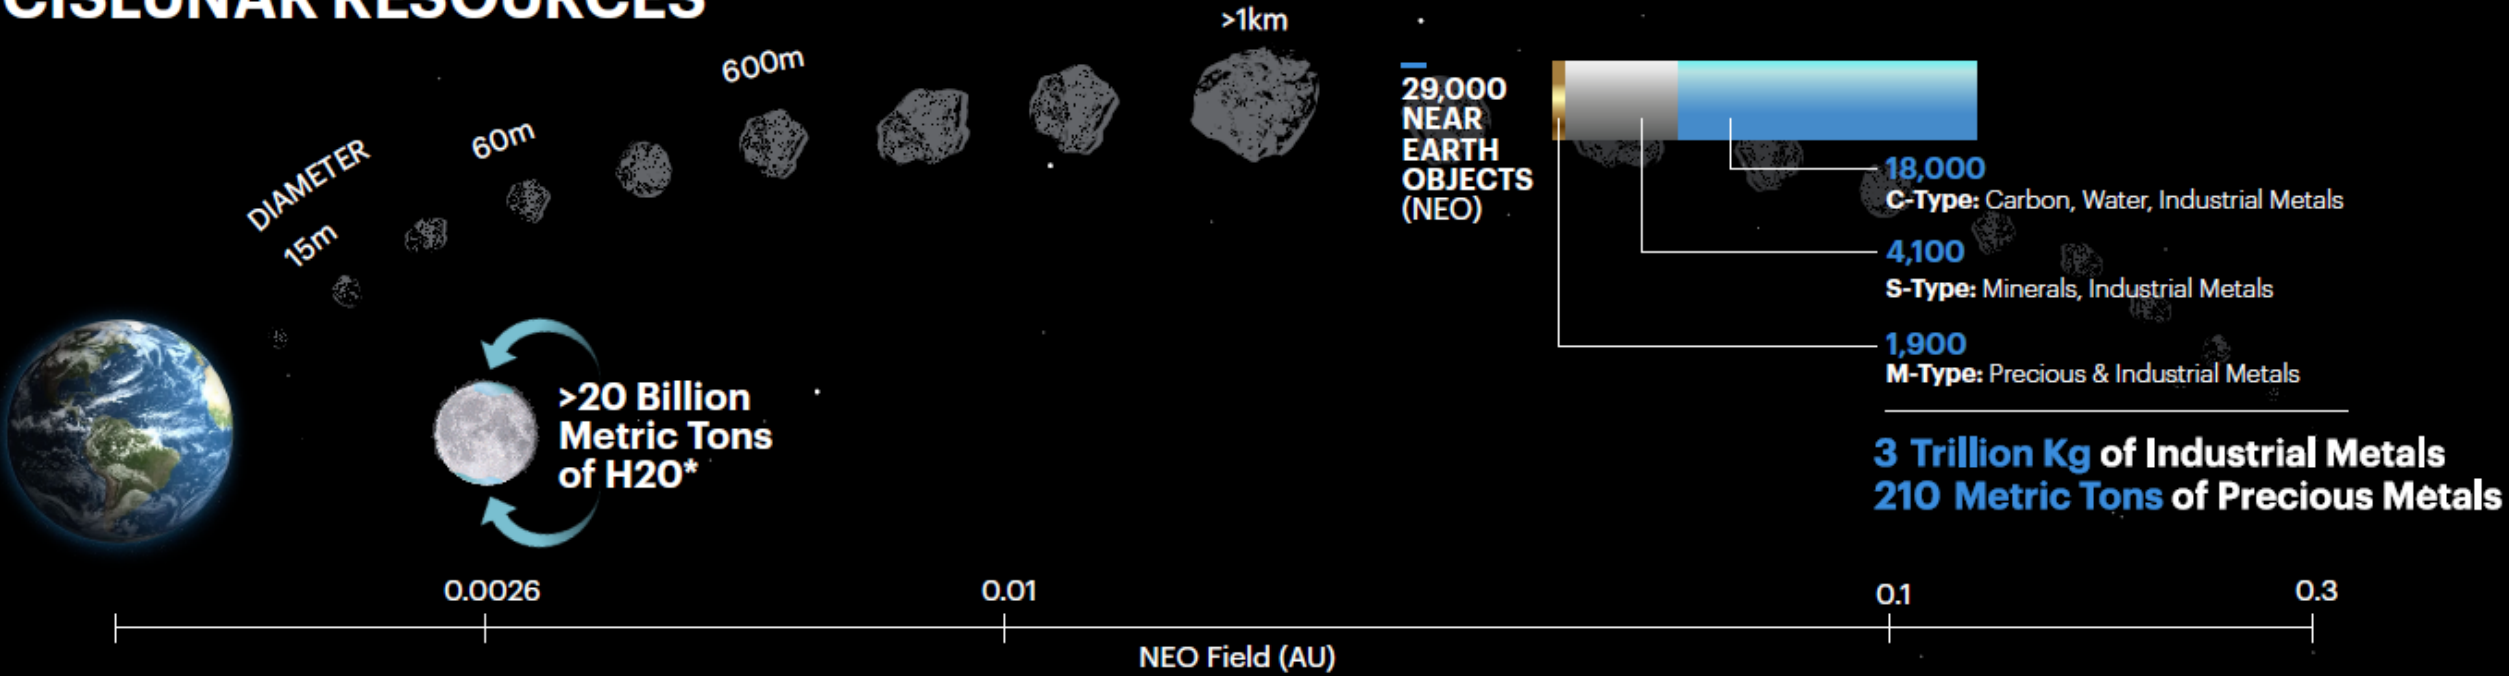 CISLUNAR RESOURCES
DIAMETER
15m
60m
600m
>1km
29,000
NEAR
EARTH
OBJECTS
(NEO)
18,000
C-Type: Carbon, Water, Industrial Metals
4,100
S-Type: Minerals, Industrial Metals
1,900
M-Type: Precious & Industrial Metals
3 Trillion Kg of Industrial Metals
210 Metric Tons of Precious Metals
>20 Billion
Metric Tons
of H20*
0.0026
0.01
0.1
0.3
NEO Field (AU)